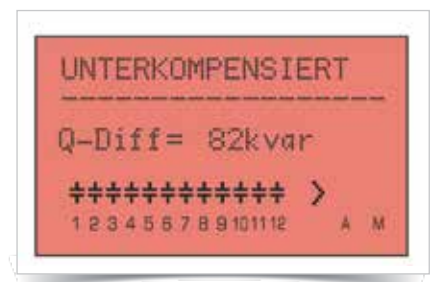 UNTERKOMPENSIERT
Q-Diff= 82kvar
1 2 3 4 5 6 7 8 9 10 11 12 A M